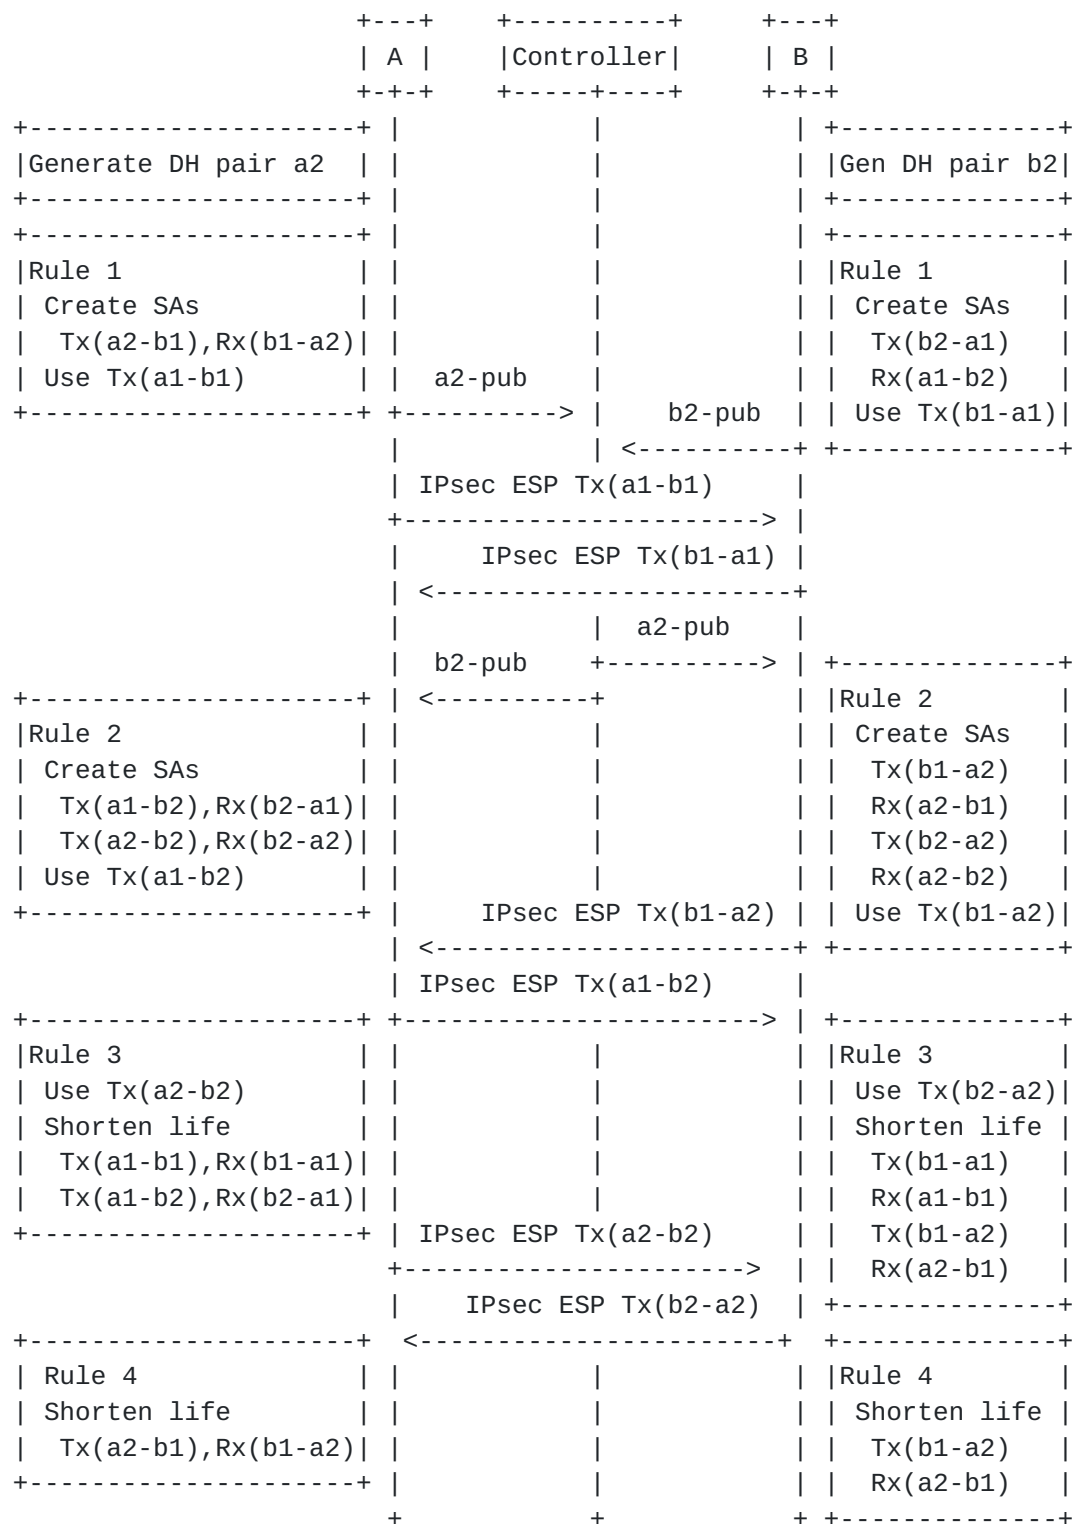 +---+    +----------+     +---+
                      | A |    |Controller|     | B |
                      +-+-+    +-----+----+     +-+-+
+---------------------+ |            |            | +--------------+
|Generate DH pair a2  | |            |            | |Gen DH pair b2|
+---------------------+ |            |            | +--------------+
+---------------------+ |            |            | +--------------+
|Rule 1               | |            |            | |Rule 1        |
| Create SAs          | |            |            | | Create SAs   |
|  Tx(a2-b1),Rx(b1-a2)| |            |            | |  Tx(b2-a1)   |
| Use Tx(a1-b1)       | |  a2-pub    |            | |  Rx(a1-b2)   |
+---------------------+ +----------> |    b2-pub  | | Use Tx(b1-a1)|
                        |            | <----------+ +--------------+
                        | IPsec ESP Tx(a1-b1)     |
                        +-----------------------> |
                        |     IPsec ESP Tx(b1-a1) |
                        | <-----------------------+
                        |            |  a2-pub    |
                        |  b2-pub    +----------> | +--------------+
+---------------------+ | <----------+            | |Rule 2        |
|Rule 2               | |            |            | | Create SAs   |
| Create SAs          | |            |            | |  Tx(b1-a2)   |
|  Tx(a1-b2),Rx(b2-a1)| |            |            | |  Rx(a2-b1)   |
|  Tx(a2-b2),Rx(b2-a2)| |            |            | |  Tx(b2-a2)   |
| Use Tx(a1-b2)       | |            |            | |  Rx(a2-b2)   |
+---------------------+ |     IPsec ESP Tx(b1-a2) | | Use Tx(b1-a2)|
                        | <-----------------------+ +--------------+
                        | IPsec ESP Tx(a1-b2)     |
+---------------------+ +-----------------------> | +--------------+
|Rule 3               | |            |            | |Rule 3        |
| Use Tx(a2-b2)       | |            |            | | Use Tx(b2-a2)|
| Shorten life        | |            |            | | Shorten life |
|  Tx(a1-b1),Rx(b1-a1)| |            |            | |  Tx(b1-a1)   |
|  Tx(a1-b2),Rx(b2-a1)| |            |            | |  Rx(a1-b1)   |
+---------------------+ | IPsec ESP Tx(a2-b2)     | |  Tx(b1-a2)   |
                        +---------------------->  | |  Rx(a2-b1)   |
                        |    IPsec ESP Tx(b2-a2)  | +--------------+
+---------------------+  <-----------------------+  +--------------+
| Rule 4              | |            |            | |Rule 4        |
| Shorten life        | |            |            | | Shorten life |
|  Tx(a2-b1),Rx(b1-a2)| |            |            | |  Tx(b1-a2)   |
+---------------------+ |            |            | |  Rx(a2-b1)   |
                        +            +            + +--------------+